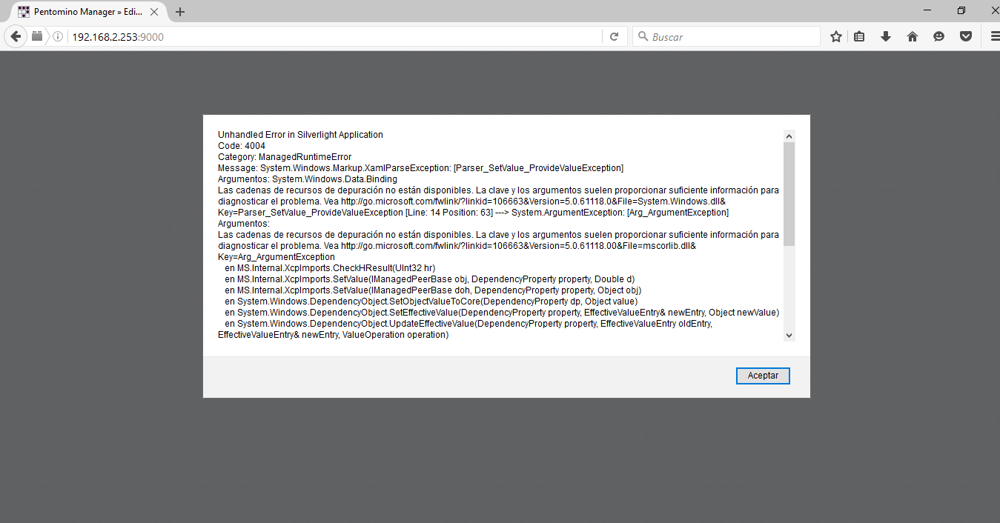 Pentomino Manager » Edi...
192.168.2.253:9000
Buscar
Unhandled Error in Silverlight Application
Code: 4004
Category: ManagedRuntimeError
Message: System.Windows.Markup.XamlParseException: [Parser_SetValue_ProvideValueException]
Argumentos: System.Windows.Data.Binding
Las cadenas de recursos de depuración no están disponibles. La clave y los argumentos suelen proporcionar suficiente información para
diagnosticar el problema. Vea http://go.microsoft.com/fwlink/?linkid=106663&Version=5.0.61118.0&File=System.Windows.dll&
Key=Parser_SetValue_ProvideValueException [Line: 14 Position: 63] ---> System.ArgumentException: [Arg_ArgumentException]
Argumentos:
Las cadenas de recursos de depuración no están disponibles. La clave y los argumentos suelen proporcionar suficiente información para
diagnosticar el problema. Vea http://go.microsoft.com/fwlink/?linkid=106663&Version=5.0.61118.00&File=mscorlib.dll&
Key=Arg_ArgumentException
en MS.Internal.XcpImports.CheckHResult(UInt32 hr)
en MS.Internal.XcpImports.SetValue(IManagedPeerBase obj, DependencyProperty property, Double d)
en MS.Internal.XcpImports.SetValue(IManagedPeerBase doh, DependencyProperty property, Object obj)
en System.Windows.DependencyObject.SetObjectValueToCore(DependencyProperty dp, Object value)
en System.Windows.DependencyObject.SetEffectiveValue(DependencyProperty property, EffectiveValueEntry& newEntry, Object newValue)
en System.Windows.DependencyObject.UpdateEffectiveValue(DependencyProperty property, EffectiveValueEntry oldEntry,
EffectiveValueEntry& newEntry, ValueOperation operation)
Aceptar